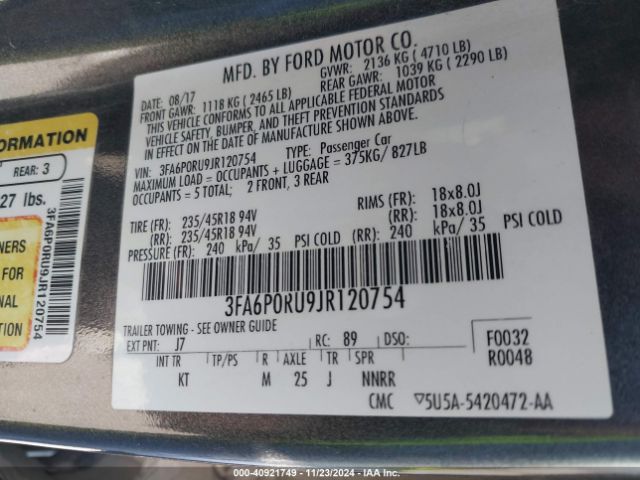 MFD. BY FORD MOTOR CO.
DATE: 08/17
GVWR: 2136 KG ( 4710 LB)
FRONT GAWR: 1118 KG ( 2465 LB)
REAR GAWR: 1039 KG ( 2290 LB)
THIS VEHICLE CONFORMS TO ALL APPLICABLE FEDERAL MOTOR
VEHICLE SAFETY, BUMPER, AND THEFT PREVENTION STANDARDS
IN EFFECT ON THE DATE OF MANUFACTURE SHOWN ABOVE.
VIN: 3FA6P0RU9JR120754 TYPE: Passenger Car
MAXIMUM LOAD = OCCUPANTS + LUGGAGE = 375KG/ 827LB
OCCUPANTS = 5 TOTAL; 2 FRONT, 3 REAR
TIRE (FR): 235/45R18 94V RIMS (FR): 18x8.0J
(RR): 235/45R18 94V (RR): 18x8.0J
PRESSURE (FR): 240 kPa/ 35 PSI COLD (RR): 240 kPa/ 35 PSI COLD
3FA6P0RU9JR120754
TRAILER TOWING - SEE OWNER GUIDE
EXT PNT: J7 RC: 89 DSO: F0032
R0048
INT TR TP/PS R AXLE TR SPR
KT M 25 J NNRR
CMC ▽5U5A-5420472-AA
FORMATION
REAR: 3
27 lbs.
NERS
FOR
NAL
TION
3FA6P0RU9JR120754
000-40921749 - 11/23/2024 - IAA Inc.